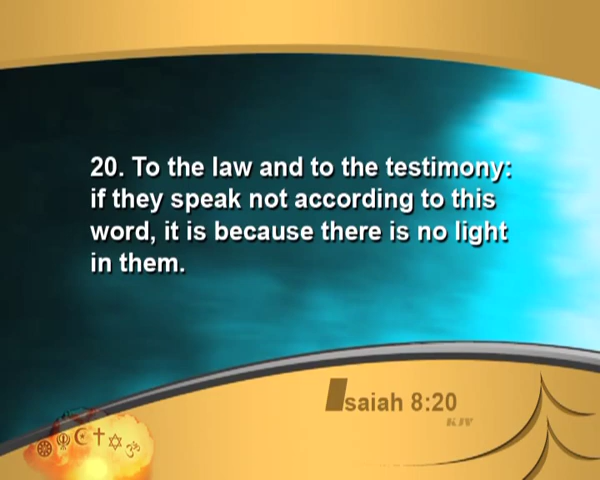 20. To the law and to the testimony:
if they speak not according to this
word, it is because there is no light
in them.
Isaiah 8:20
KJV